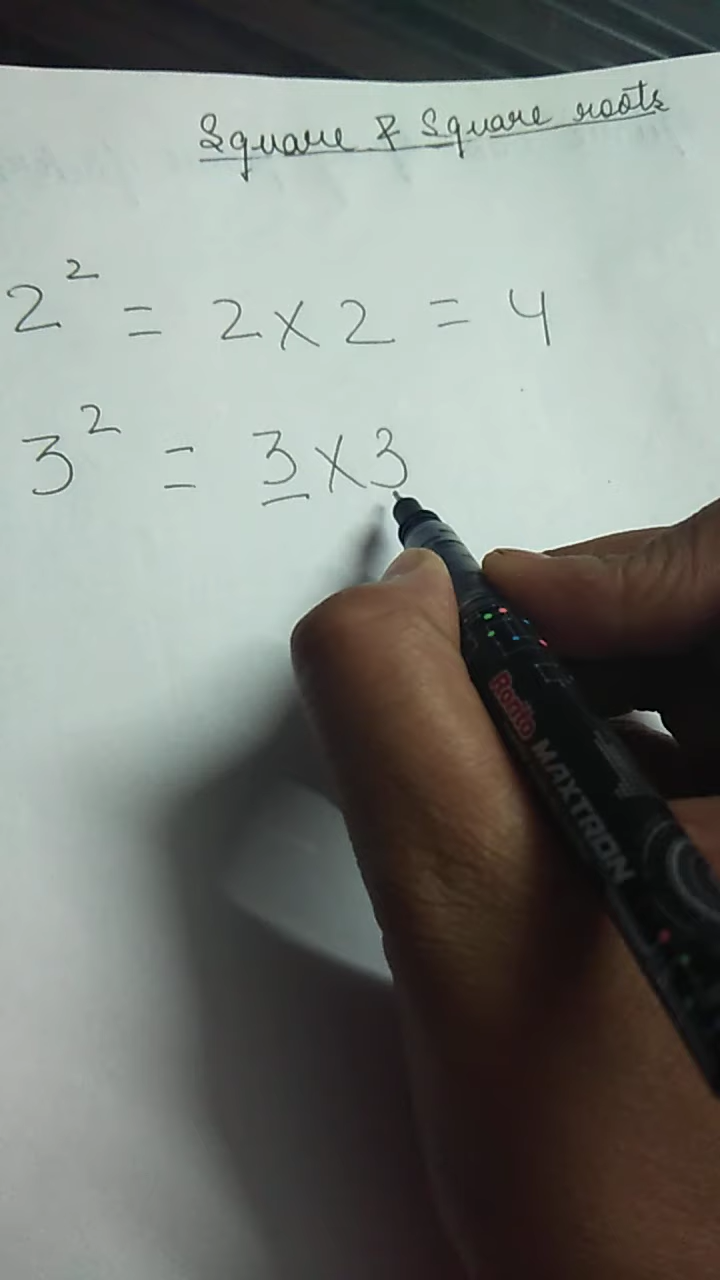 Square & Square roots
2² = 2 × 2 = 4
3² = 3 × 3
Rorito MAXTRON